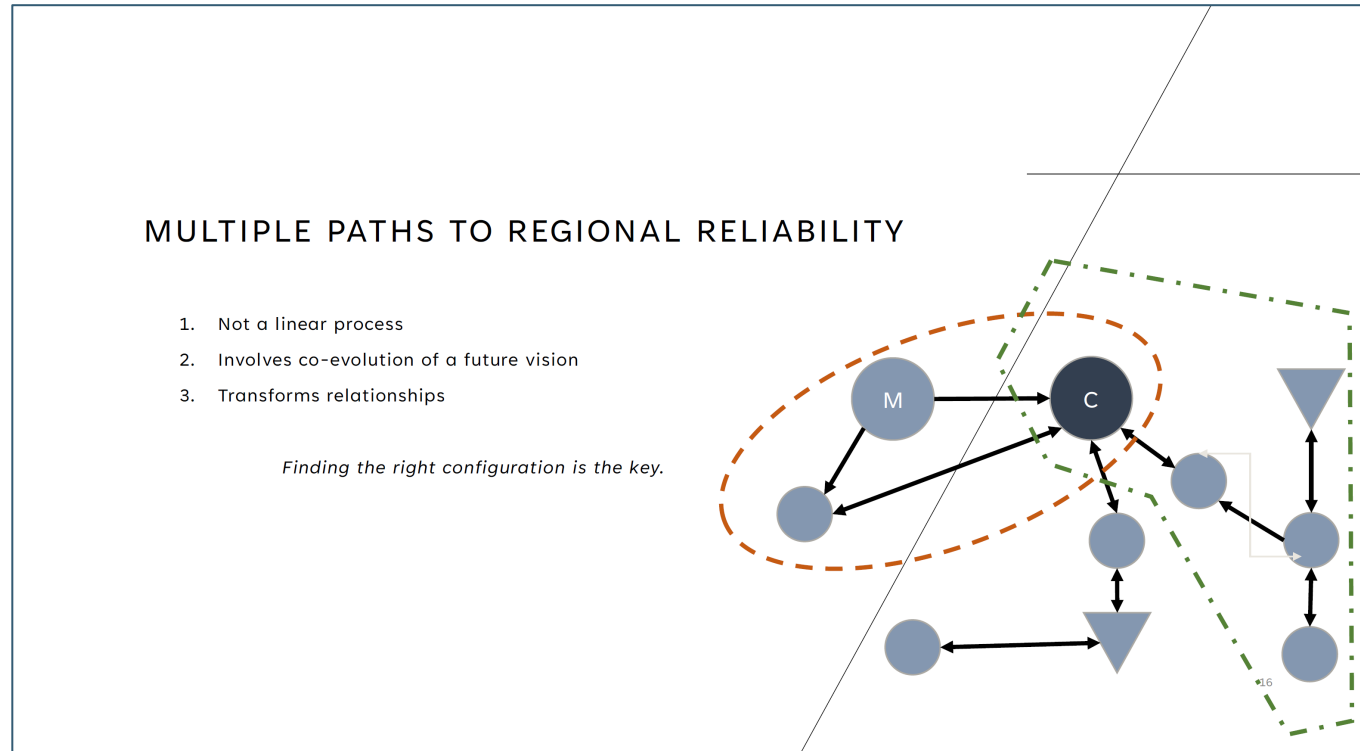 MULTIPLE PATHS TO REGIONAL RELIABILITY
1. Not a linear process
2. Involves co-evolution of a future vision
3. Transforms relationships
Finding the right configuration is the key.
M
C
16